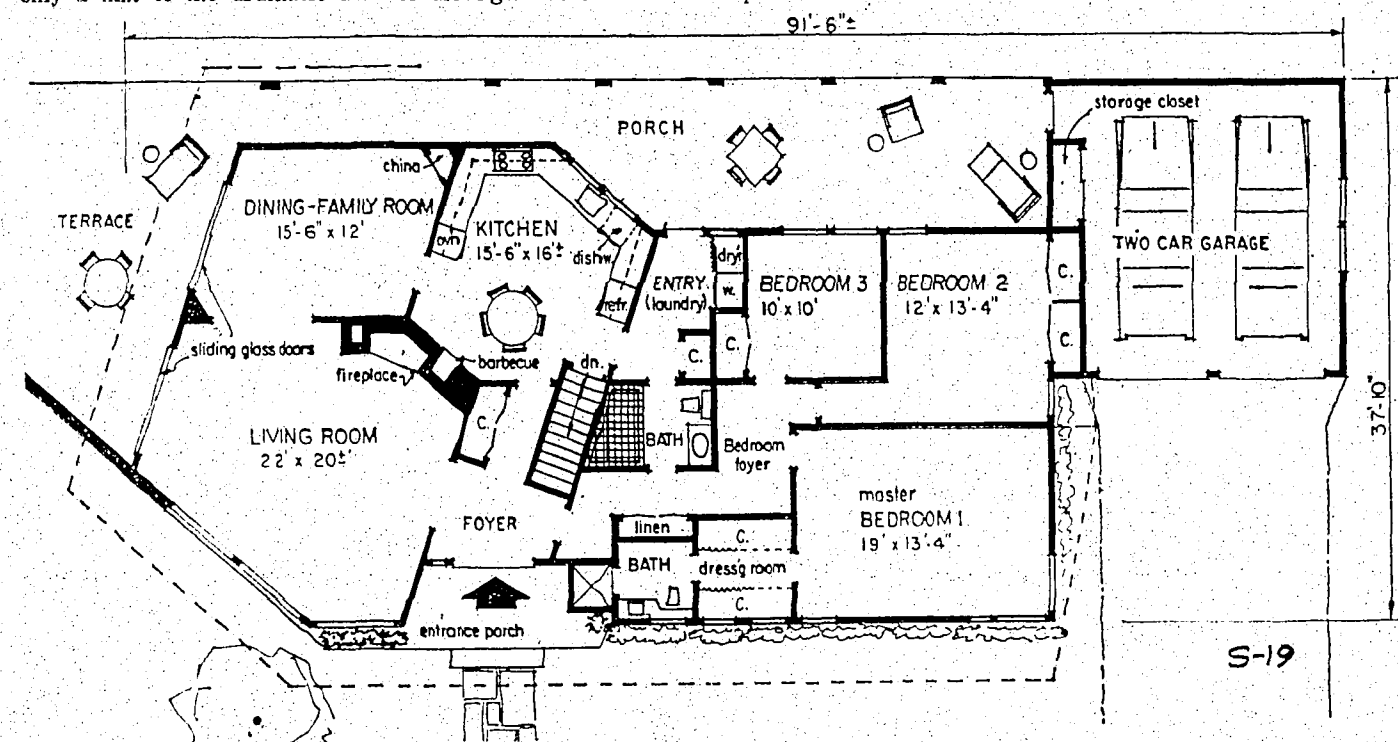 91'-6"±
storage closet
PORCH
china
TERRACE
DINING-FAMILY ROOM
15'-6" x 12'
KITCHEN
15'-6" x 16'±
ovn
dishw.
refr.
ENTRY
(laundry)
dry'r
w.
BEDROOM 3
10' x 10'
BEDROOM 2
12' x 13'-4"
C.
C.
TWO CAR GARAGE
sliding glass doors
fireplace
barbecue
dn.
C.
C.
C.
37'-10"
LIVING ROOM
22' x 20'±
BATH
Bedroom
foyer
master
BEDROOM 1
19' x 13'-4"
FOYER
linen
BATH
C.
dress'g room
C.
entrance porch
S-19